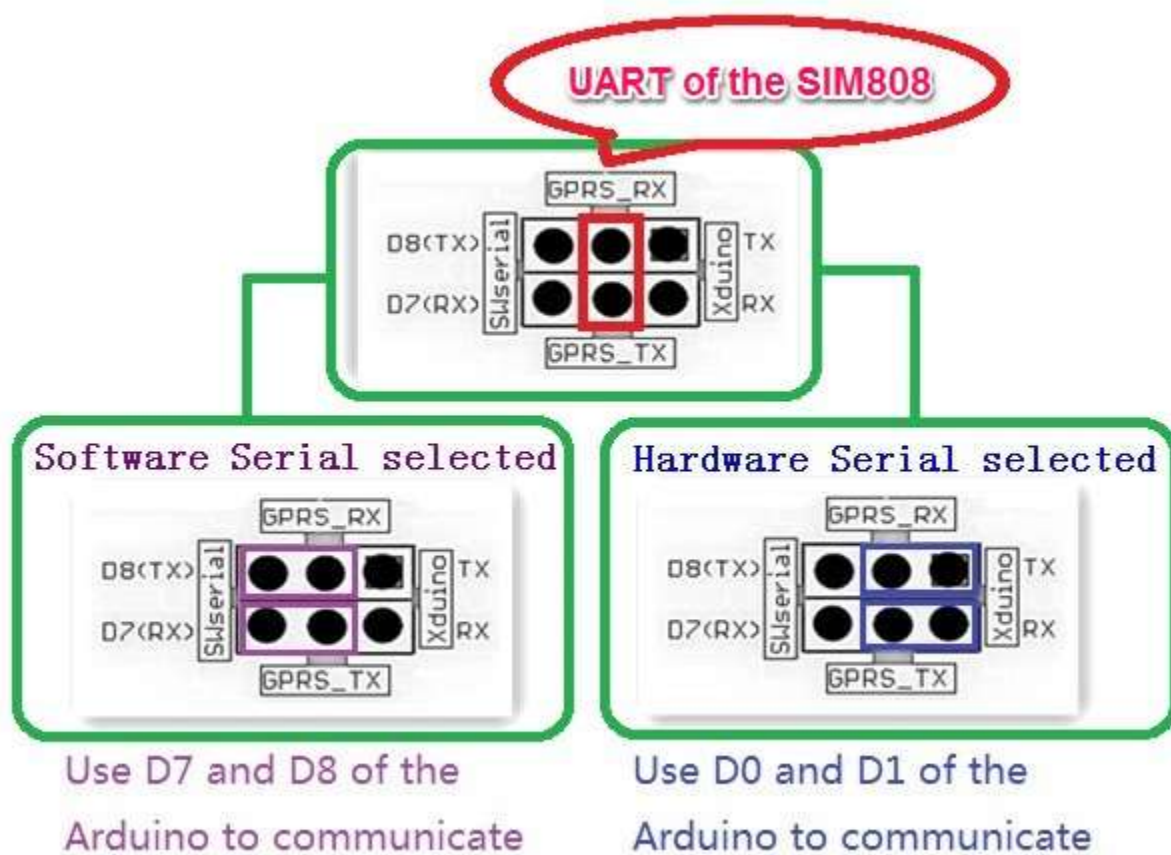 UART of the SIM808
GPRS_RX
D8(TX) SWserial Xduino TX
D7(RX) RX
GPRS_TX
Software Serial selected
GPRS_RX
D8(TX) SWserial Xduino TX
D7(RX) RX
GPRS_TX
Use D7 and D8 of the
Arduino to communicate
Hardware Serial selected
GPRS_RX
D8(TX) SWserial Xduino TX
D7(RX) RX
GPRS_TX
Use D0 and D1 of the
Arduino to communicate